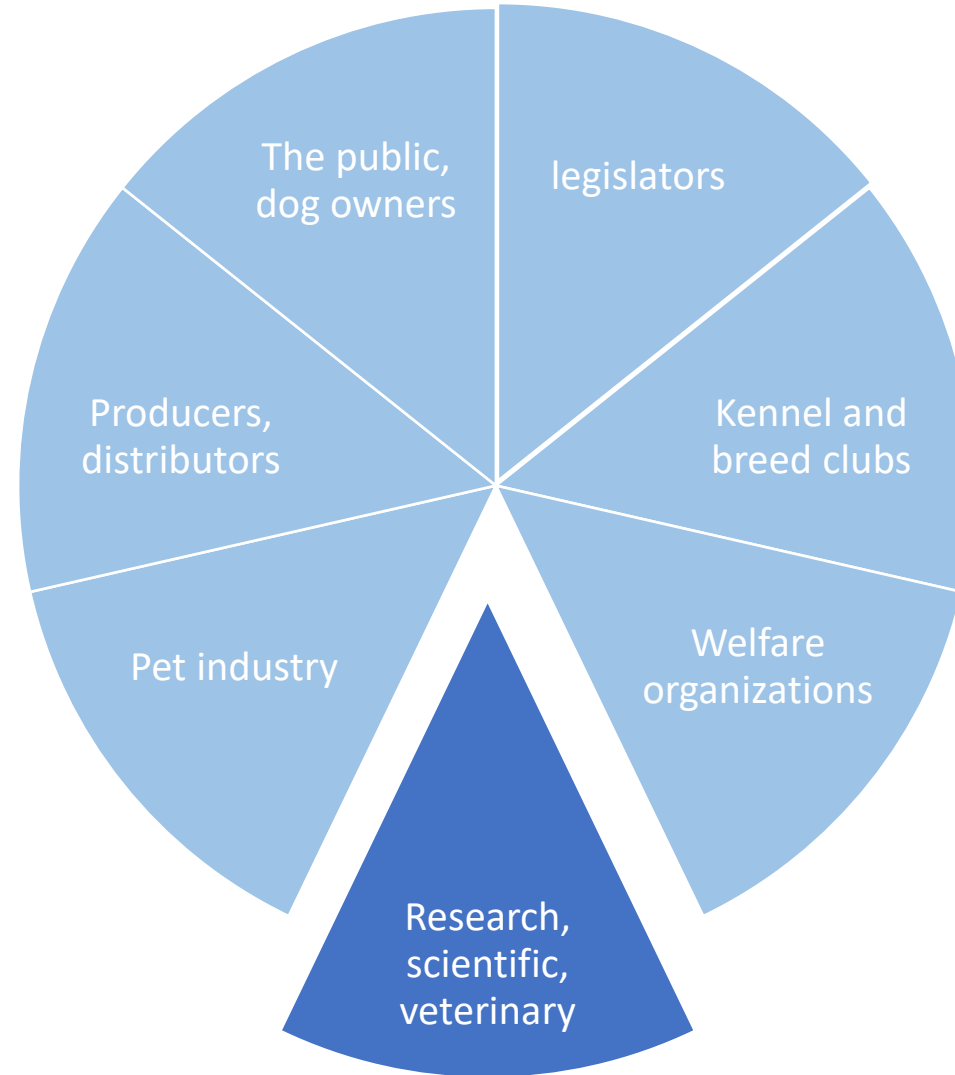 The public,
dog owners
legislators
Producers,
distributors
Kennel and
breed clubs
Pet industry
Welfare
organizations
Research,
scientific,
veterinary